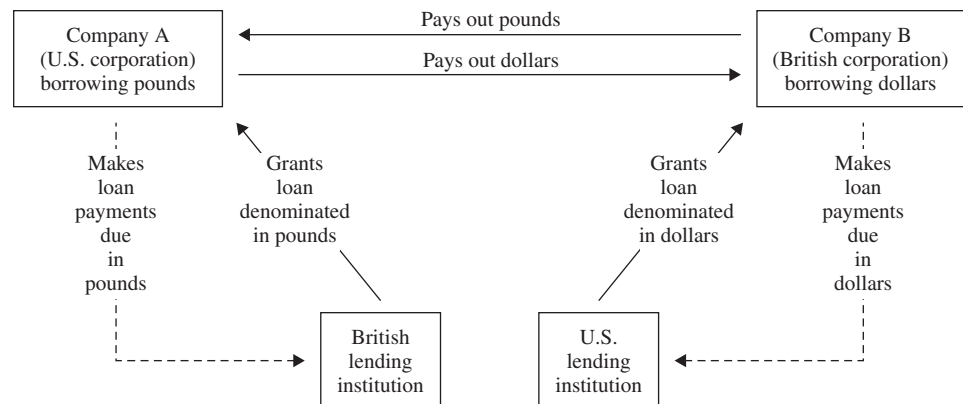 Pays out pounds
Company A
(U.S. corporation)
borrowing pounds
Company B
(British corporation)
borrowing dollars
Pays out dollars
Makes
loan
payments
due
in
pounds
Grants
loan
denominated
in pounds
Grants
loan
denominated
in dollars
Makes
loan
payments
due
in
dollars
British
lending
institution
U.S.
lending
institution